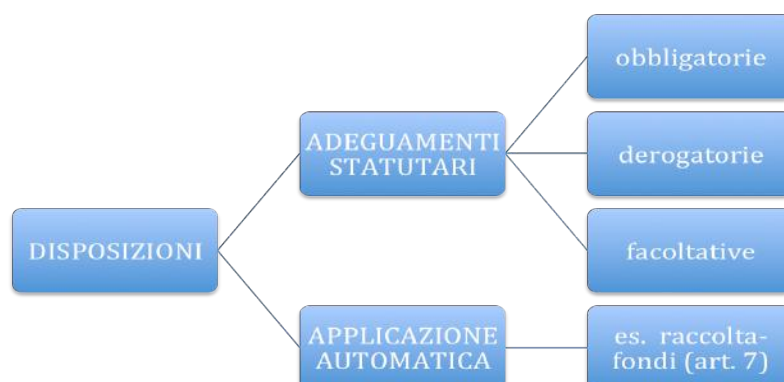 DISPOSIZIONI
ADEGUAMENTI
STATUTARI
obbligatorie
derogatorie
facoltative
APPLICAZIONE
AUTOMATICA
es. raccolta-
fondi (art. 7)